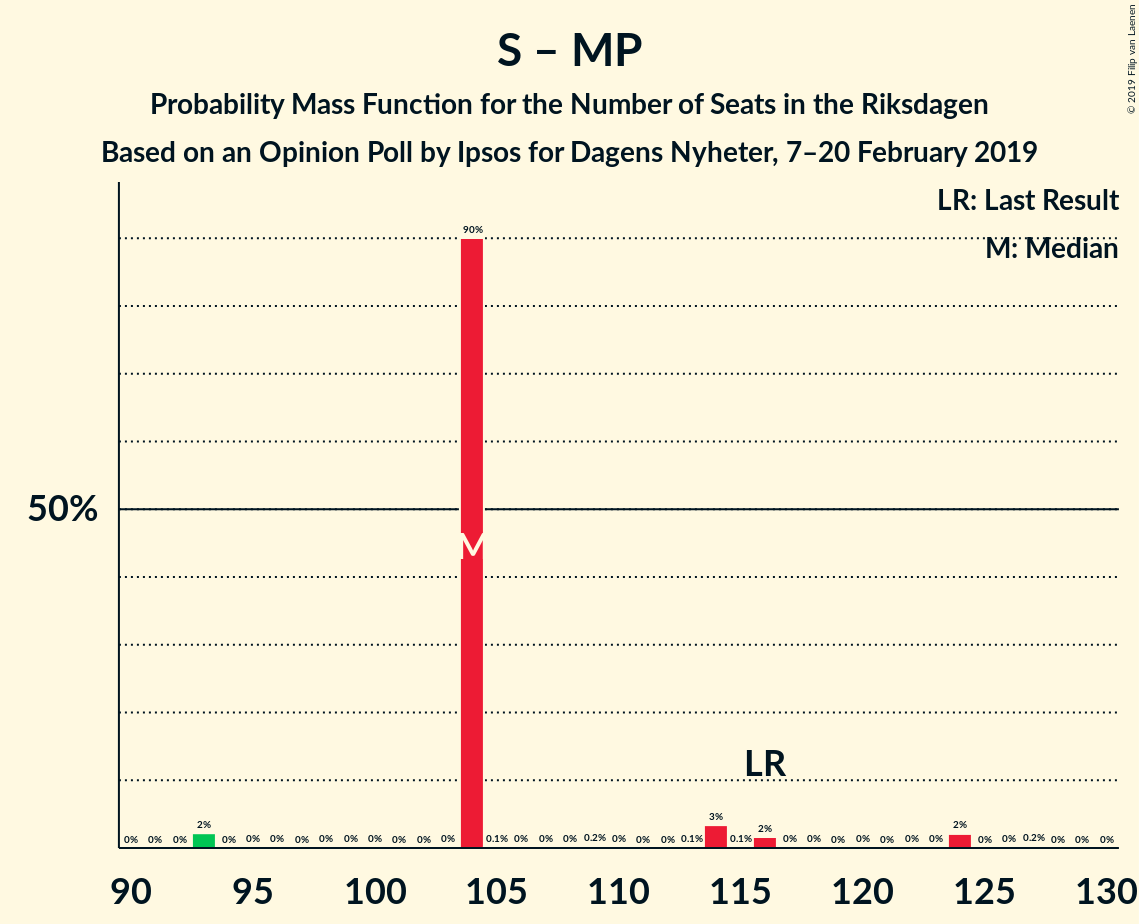 S – MP
Probability Mass Function for the Number of Seats in the Riksdagen
Based on an Opinion Poll by Ipsos for Dagens Nyheter, 7–20 February 2019
© 2019 Filip van Laenen
LR: Last Result
M: Median
90%
50%
M
LR
0% 0% 0% 2% 0% 0% 0% 0% 0% 0% 0% 0% 0% 0% 0.1% 0% 0% 0% 0.2% 0% 0% 0% 0.1% 3% 0.1% 2% 0% 0% 0% 0% 0% 0% 0% 2% 0% 0% 0.2% 0% 0% 0%
90 95 100 105 110 115 120 125 130